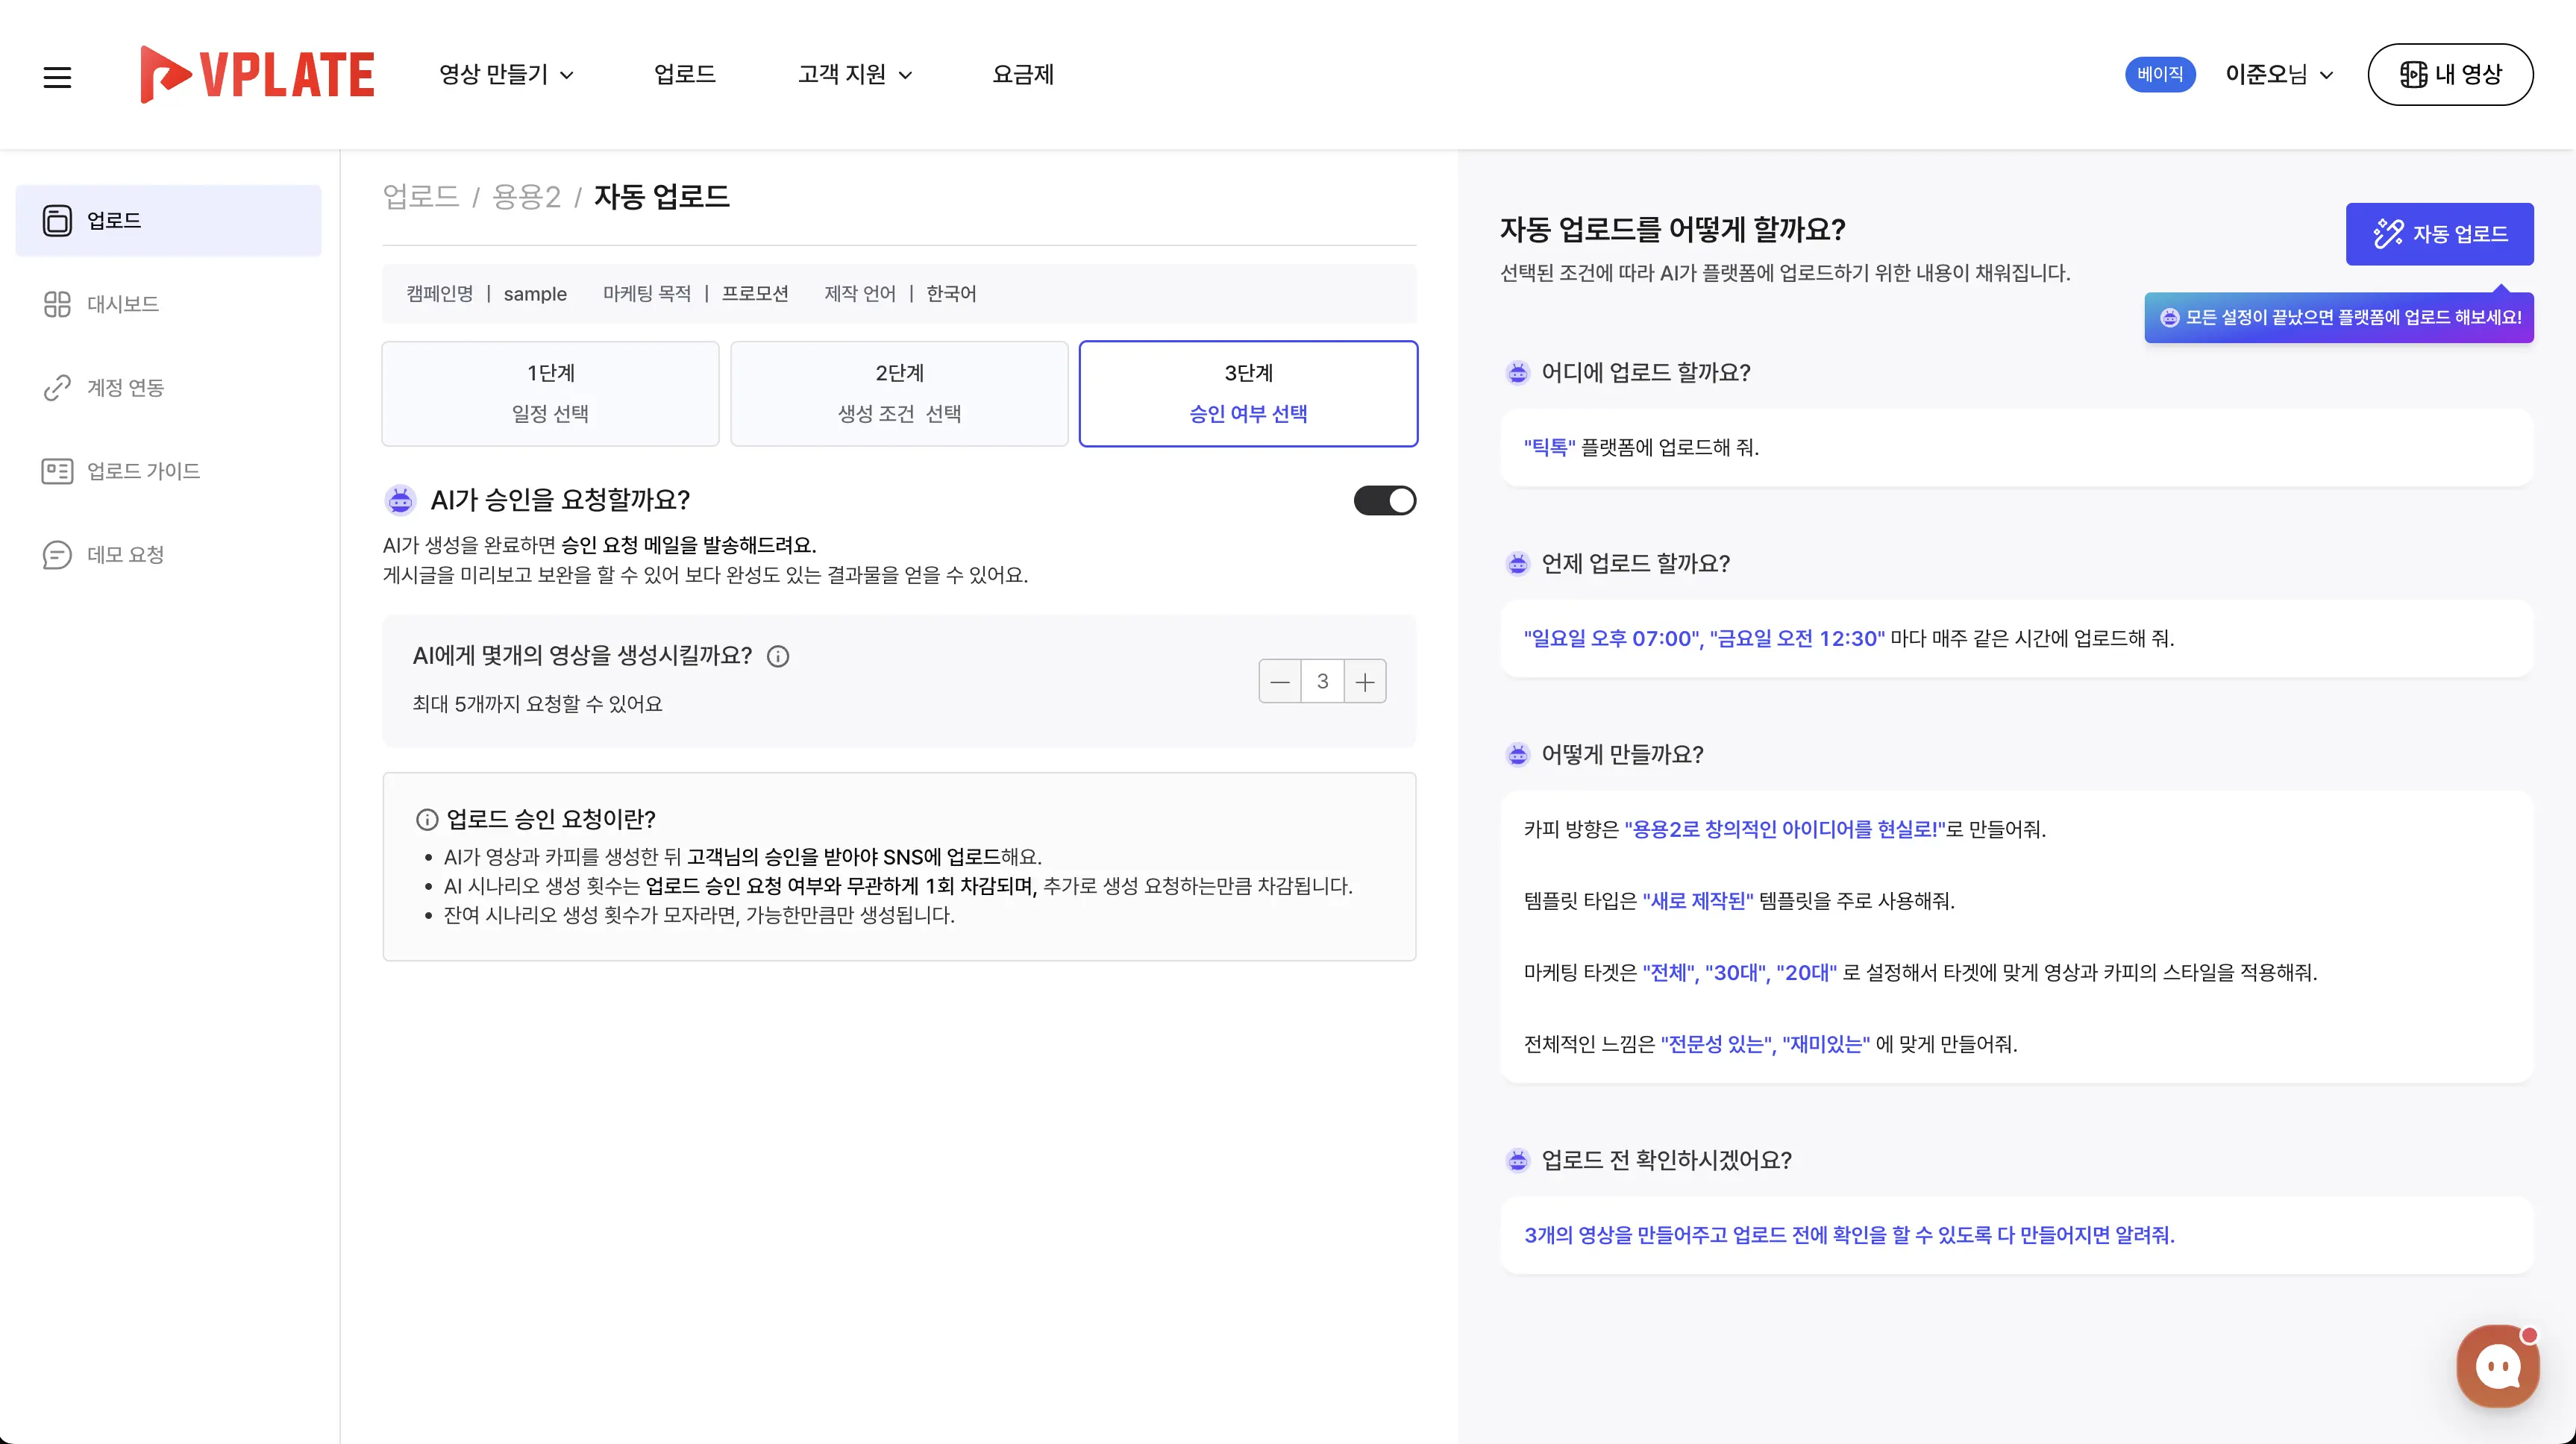 VPLATE
영상 만들기
업로드
고객 지원
요금제
베이직
이준오님
내 영상
업로드
대시보드
계정 연동
업로드 가이드
데모 요청
업로드 / 용용2 / 자동 업로드
캠페인명 | sample 마케팅 목적 | 프로모션 제작 언어 | 한국어
1단계
일정 선택
2단계
생성 조건 선택
3단계
승인 여부 선택
AI가 승인을 요청할까요?
AI가 생성을 완료하면 승인 요청 메일을 발송해드려요.
게시글을 미리보고 보완을 할 수 있어 보다 완성도 있는 결과물을 얻을 수 있어요.
AI에게 몇개의 영상을 생성시킬까요?
최대 5개까지 요청할 수 있어요
3
업로드 승인 요청이란?
• AI가 영상과 카피를 생성한 뒤 고객님의 승인을 받아야 SNS에 업로드해요.
• AI 시나리오 생성 횟수는 업로드 승인 요청 여부와 무관하게 1회 차감되며, 추가로 생성 요청하는만큼 차감됩니다.
• 잔여 시나리오 생성 횟수가 모자라면, 가능한만큼만 생성됩니다.
자동 업로드를 어떻게 할까요?
선택된 조건에 따라 AI가 플랫폼에 업로드하기 위한 내용이 채워집니다.
자동 업로드
모든 설정이 끝났으면 플랫폼에 업로드 해보세요!
어디에 업로드 할까요?
"틱톡" 플랫폼에 업로드해 줘.
언제 업로드 할까요?
"일요일 오후 07:00", "금요일 오전 12:30" 마다 매주 같은 시간에 업로드해 줘.
어떻게 만들까요?
카피 방향은 "용용2로 창의적인 아이디어를 현실로!"로 만들어줘.
템플릿 타입은 "새로 제작된" 템플릿을 주로 사용해줘.
마케팅 타겟은 "전체", "30대", "20대" 로 설정해서 타겟에 맞게 영상과 카피의 스타일을 적용해줘.
전체적인 느낌은 "전문성 있는", "재미있는" 에 맞게 만들어줘.
업로드 전 확인하시겠어요?
3개의 영상을 만들어주고 업로드 전에 확인을 할 수 있도록 다 만들어지면 알려줘.